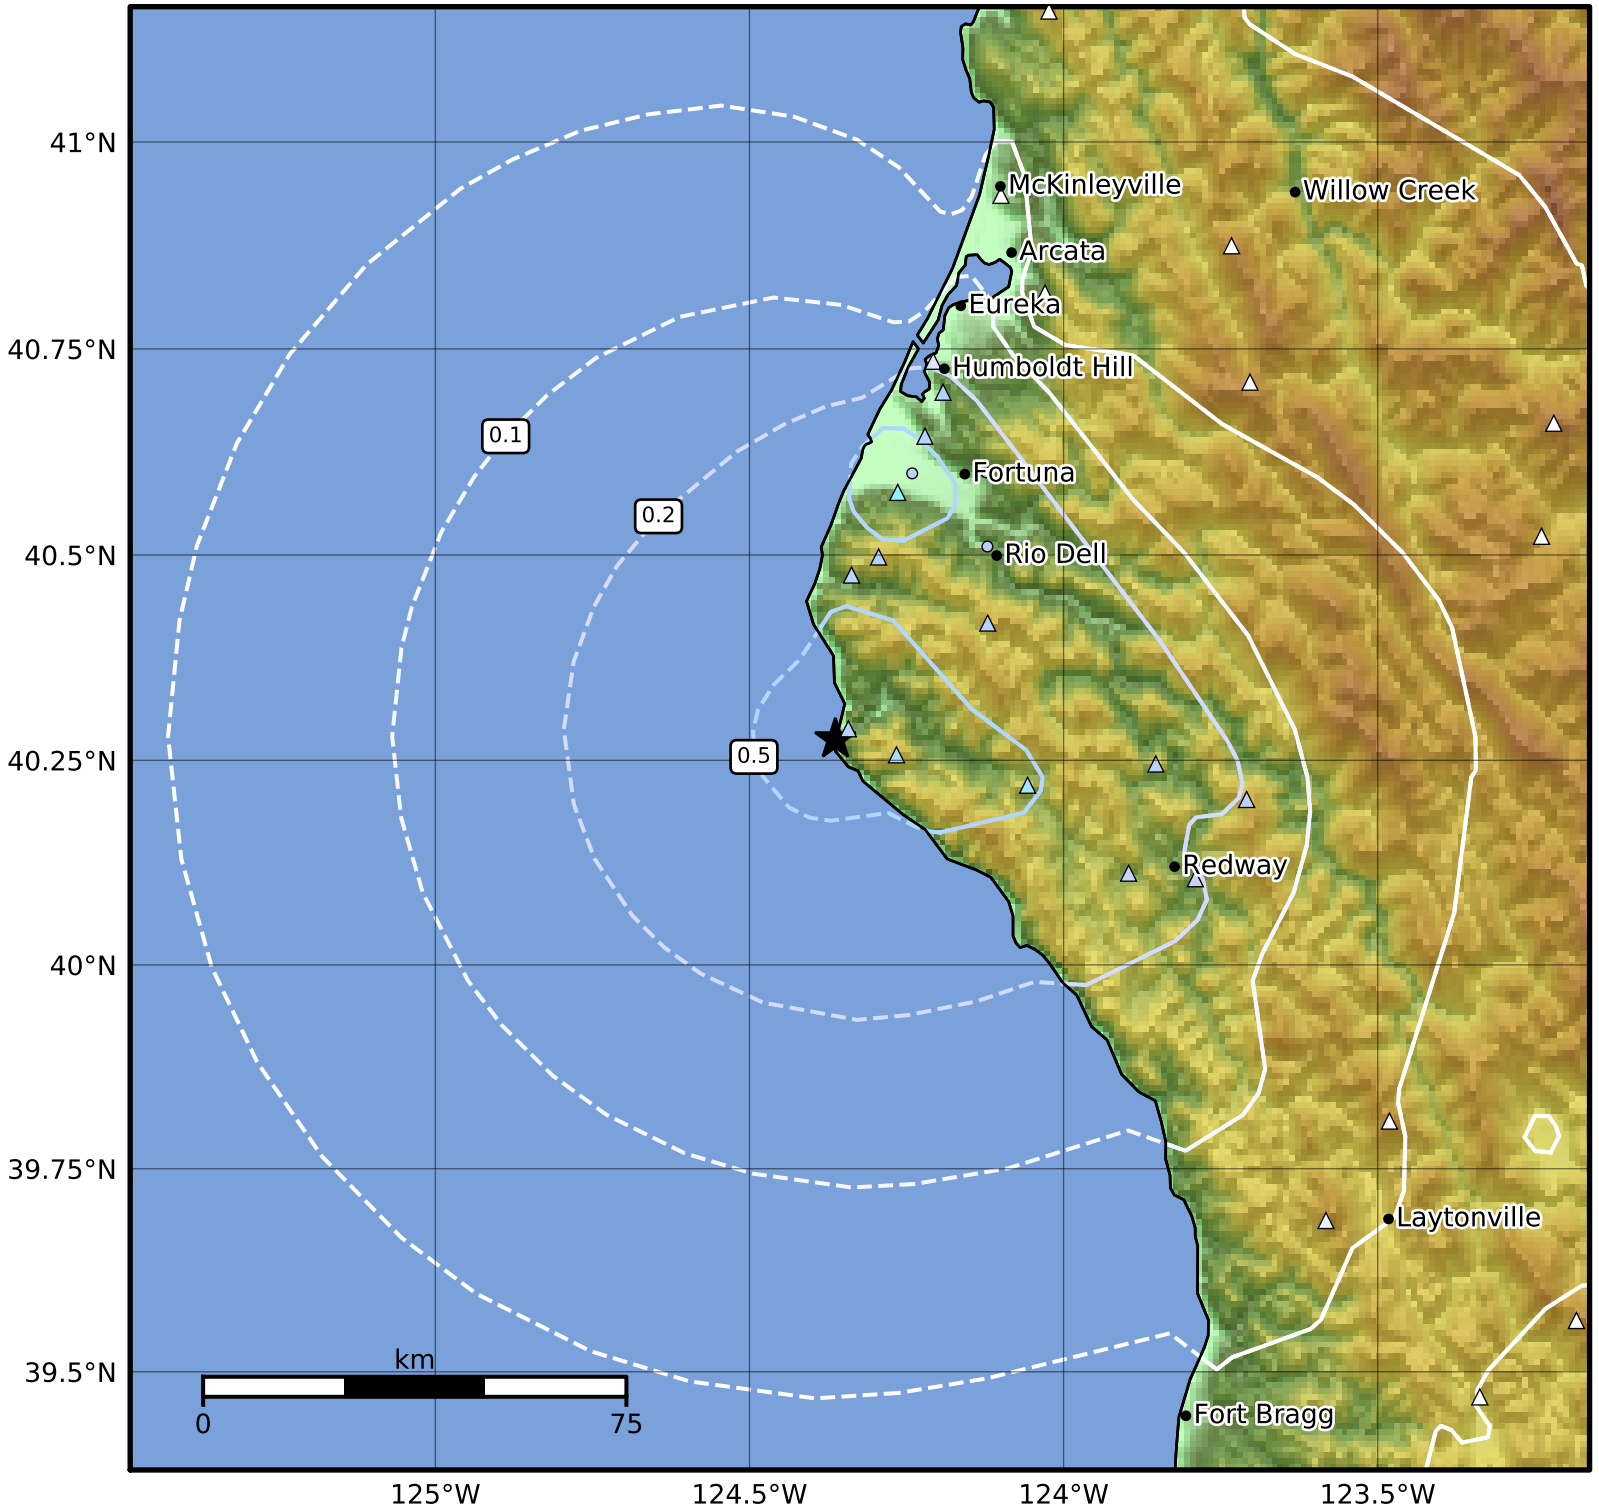 41°N
McKinleyville
Willow Creek
Arcata
Eureka
40.75°N
Humboldt Hill
0.1
Fortuna
0.2
40.5°N
Rio Dell
0.5
40.25°N
Redway
40°N
39.75°N
Laytonville
km
39.5°N
0
75
Fort Bragg
125°W
124.5°W
124°W
123.5°W